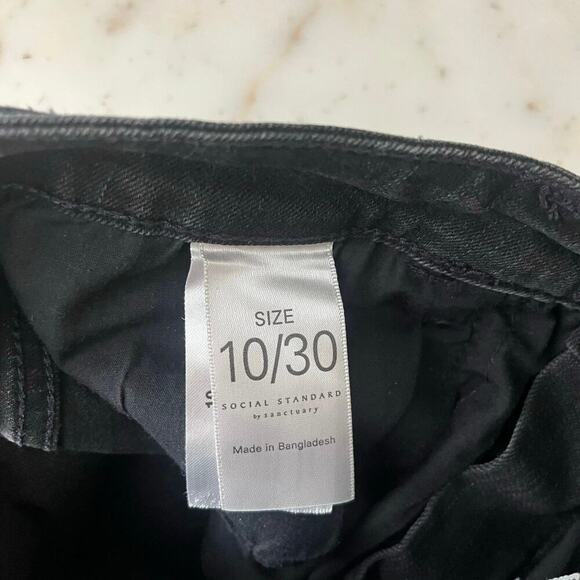 SIZE
10/30
SOCIAL STANDARD
by sanctuary
Made in Bangladesh